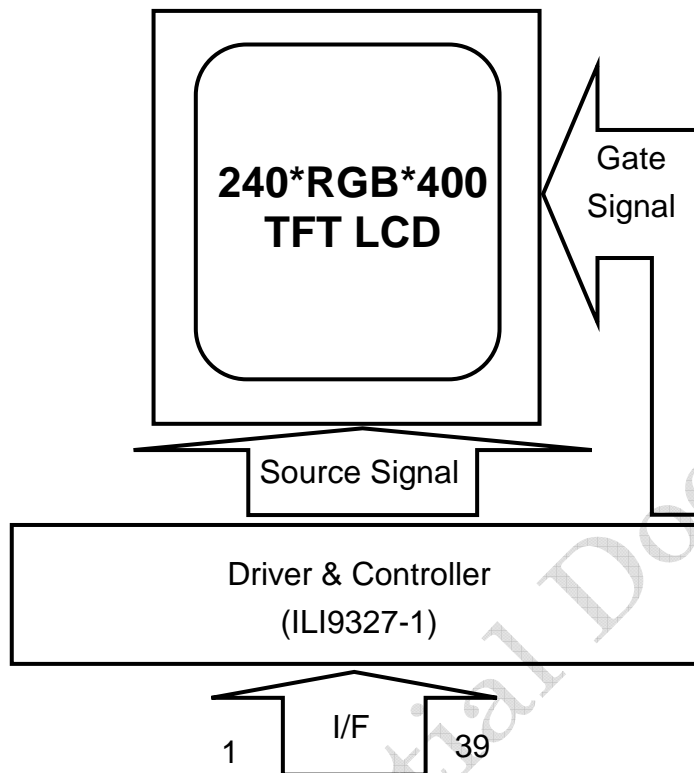 240*RGB*400
TFT LCD
Gate
Signal
Source Signal
Driver & Controller
(ILI9327-1)
I/F
1
39